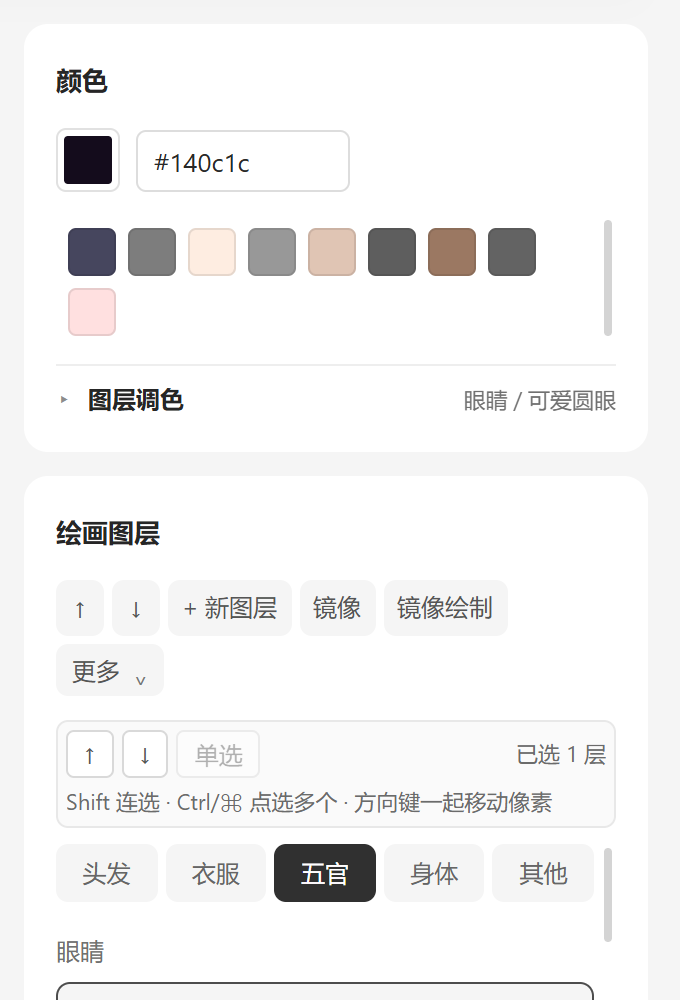 颜色
#140c1c
图层调色 眼睛 / 可爱圆眼
绘画图层
↑ ↓ + 新图层 镜像 镜像绘制
更多
↑ ↓ 单选 已选 1 层
Shift 连选 · Ctrl/⌘ 点选多个 · 方向键一起移动像素
头发 衣服 五官 身体 其他
眼睛